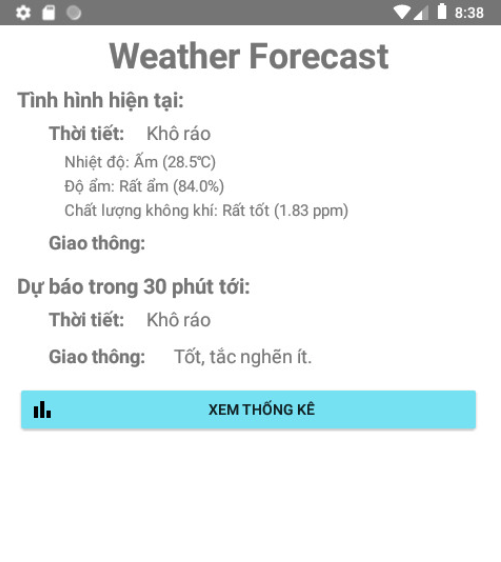 8:38
Weather Forecast
Tình hình hiện tại:
Thời tiết: Khô ráo
Nhiệt độ: Ấm (28.5℃)
Độ ẩm: Rất ẩm (84.0%)
Chất lượng không khí: Rất tốt (1.83 ppm)
Giao thông:
Dự báo trong 30 phút tới:
Thời tiết: Khô ráo
Giao thông: Tốt, tắc nghẽn ít.
XEM THỐNG KÊ